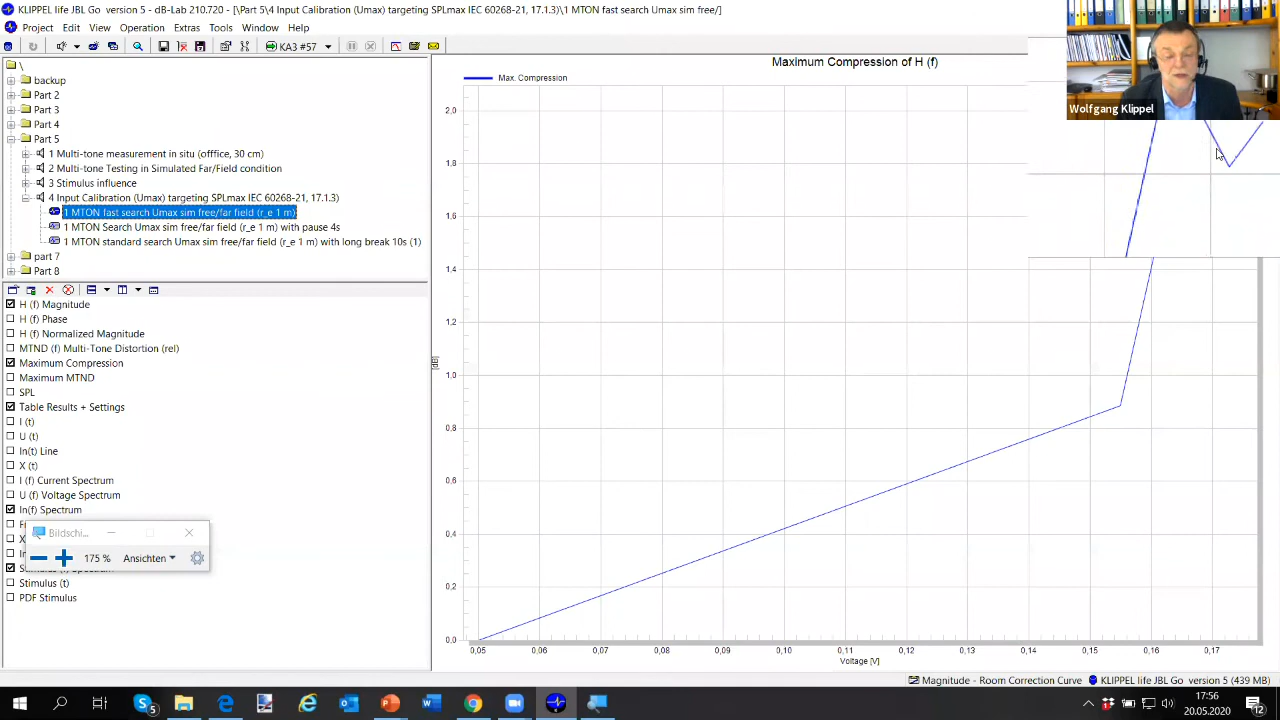 KLIPPEL life JBL Go version 5 - dB-Lab 210.720 - [\Part 5\4 Input Calibration (Umax) targeting SPLmax IEC 60268-21, 17.1.3)\1 MTON fast search Umax sim free/]
Project Edit View Operation Extras Tools Window Help
KA3 #57
\
backup
Part 2
Part 3
Part 4
Part 5
1 Multi-tone measurement in situ (offfice, 30 cm)
2 Multi-tone Testing in Simulated Far/Field condition
3 Stimulus influence
4 Input Calibration (Umax) targeting SPLmax IEC 60268-21, 17.1.3)
1 MTON fast search Umax sim free/far field (r_e 1 m)
1 MTON Search Umax sim free/far field (r_e 1 m) with pause 4s
1 MTON standard search Umax sim free/far field (r_e 1 m) with long break 10s (1)
part 7
Part 8
H (f) Magnitude
H (f) Phase
H (f) Normalized Magnitude
MTND (f) Multi-Tone Distortion (rel)
Maximum Compression
Maximum MTND
SPL
Table Results + Settings
I (t)
U (t)
In(t) Line
X (t)
I (f) Current Spectrum
U (f) Voltage Spectrum
In(f) Spectrum
Bildschi...
175 % Ansichten
Stimulus (t)
PDF Stimulus
Maximum Compression of H (f)
Max. Compression
2,0
1,8
1,6
1,4
1,2
1,0
0,8
0,6
0,4
0,2
0,0
[dB]
0,05 0,06 0,07 0,08 0,09 0,10 0,11 0,12 0,13 0,14 0,15 0,16 0,17
Voltage [V]
Wolfgang Klippel
Magnitude - Room Correction Curve KLIPPEL life JBL Go version 5 (439 MB)
17:56
20.05.2020
5
12